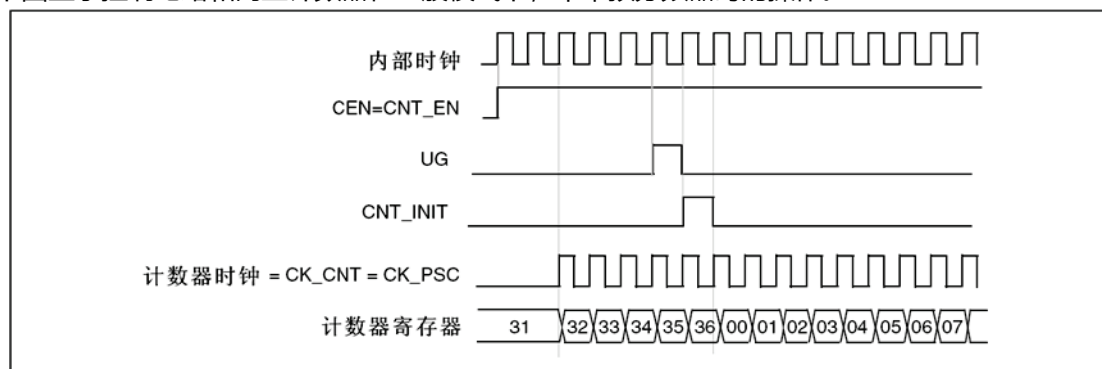 内部时钟
CEN=CNT_EN
UG
CNT_INIT
计数器时钟 = CK_CNT = CK_PSC
计数器寄存器 31 32 33 34 35 36 00 01 02 03 04 05 06 07